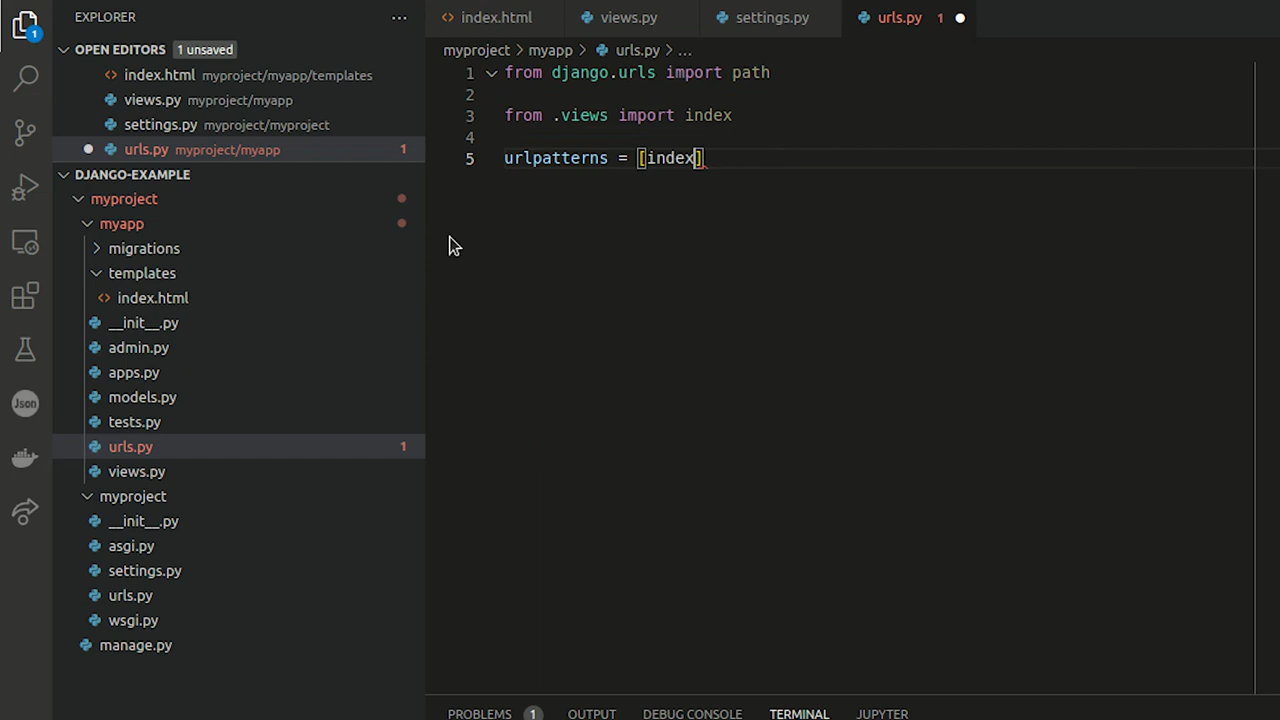 EXPLORER
...
index.html
views.py
settings.py
urls.py 1
1
OPEN EDITORS 1 unsaved
index.html myproject/myapp/templates
views.py myproject/myapp
settings.py myproject/myproject
urls.py myproject/myapp 1
DJANGO-EXAMPLE
myproject
myapp
migrations
templates
index.html
__init__.py
admin.py
apps.py
models.py
tests.py
urls.py 1
views.py
myproject
__init__.py
asgi.py
settings.py
urls.py
wsgi.py
manage.py
Json
myproject > myapp > urls.py > ...
1 from django.urls import path
2
3 from .views import index
4
5 urlpatterns = [index]
PROBLEMS 1 OUTPUT DEBUG CONSOLE TERMINAL JUPYTER